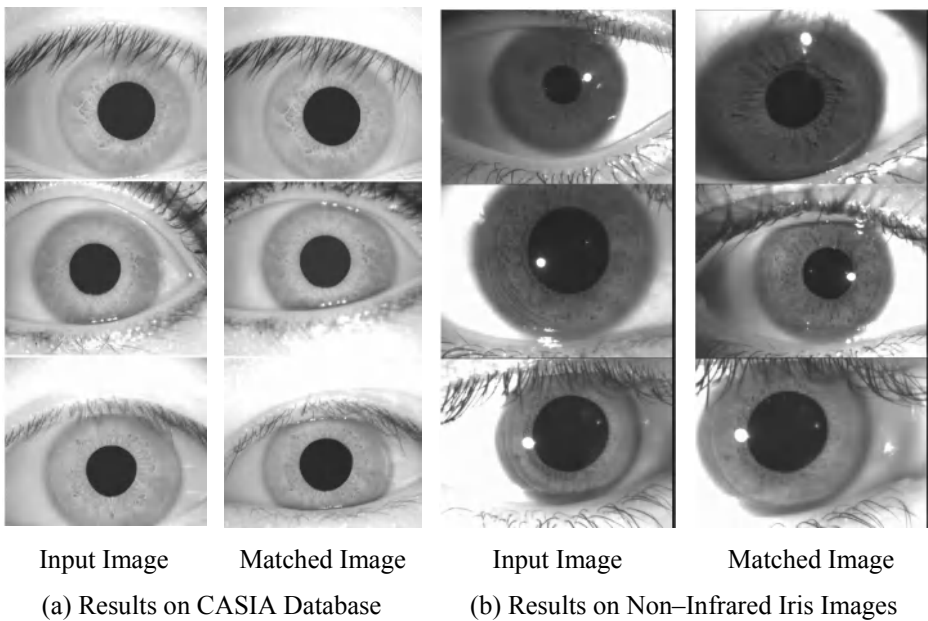 Input Image Matched Image Input Image Matched Image
(a) Results on CASIA Database (b) Results on Non–Infrared Iris Images